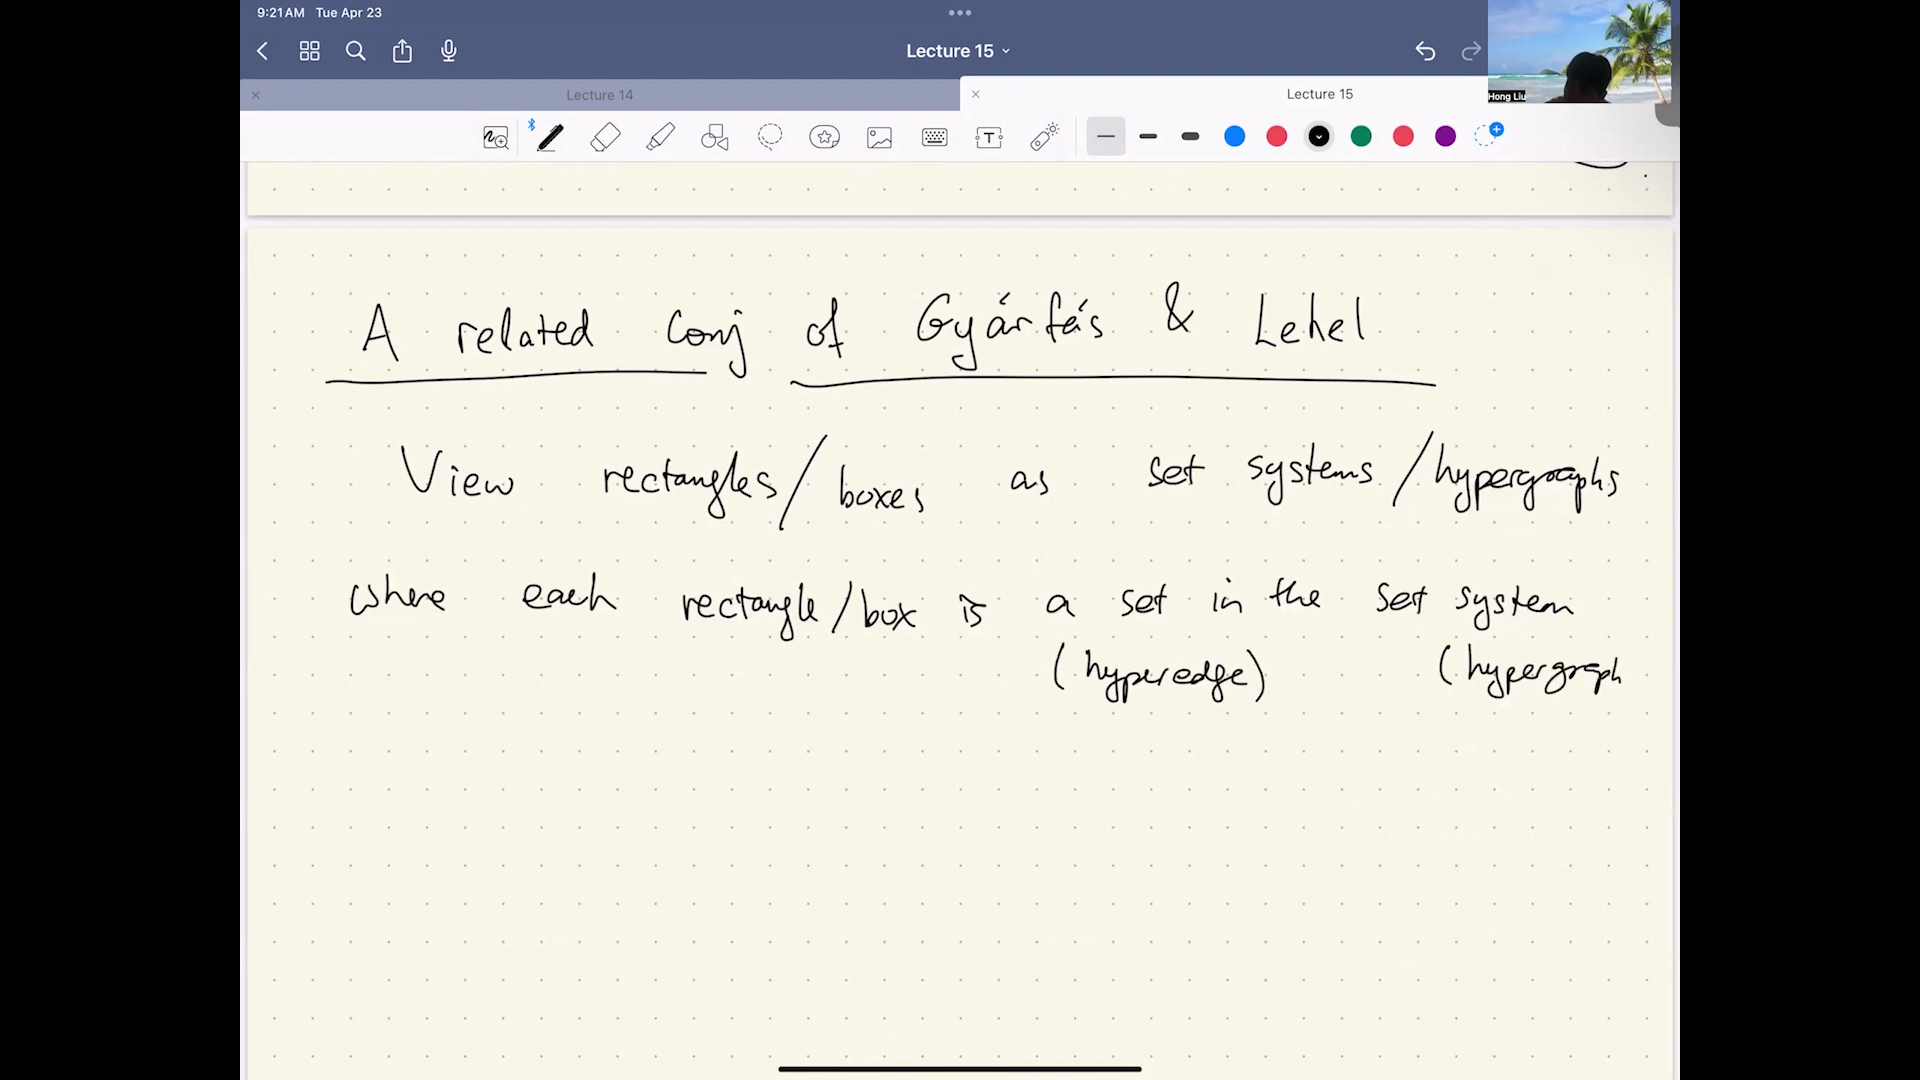 9:21AM Tue Apr 23
Lecture 15
Hong Liu
Lecture 14
Lecture 15
T
A related Conj of Gyárfás & Lehel
View rectangles/boxes as set systems/hypergraphs
where each rectangle/box is a set in the set system
(hyperedge) (hypergraph